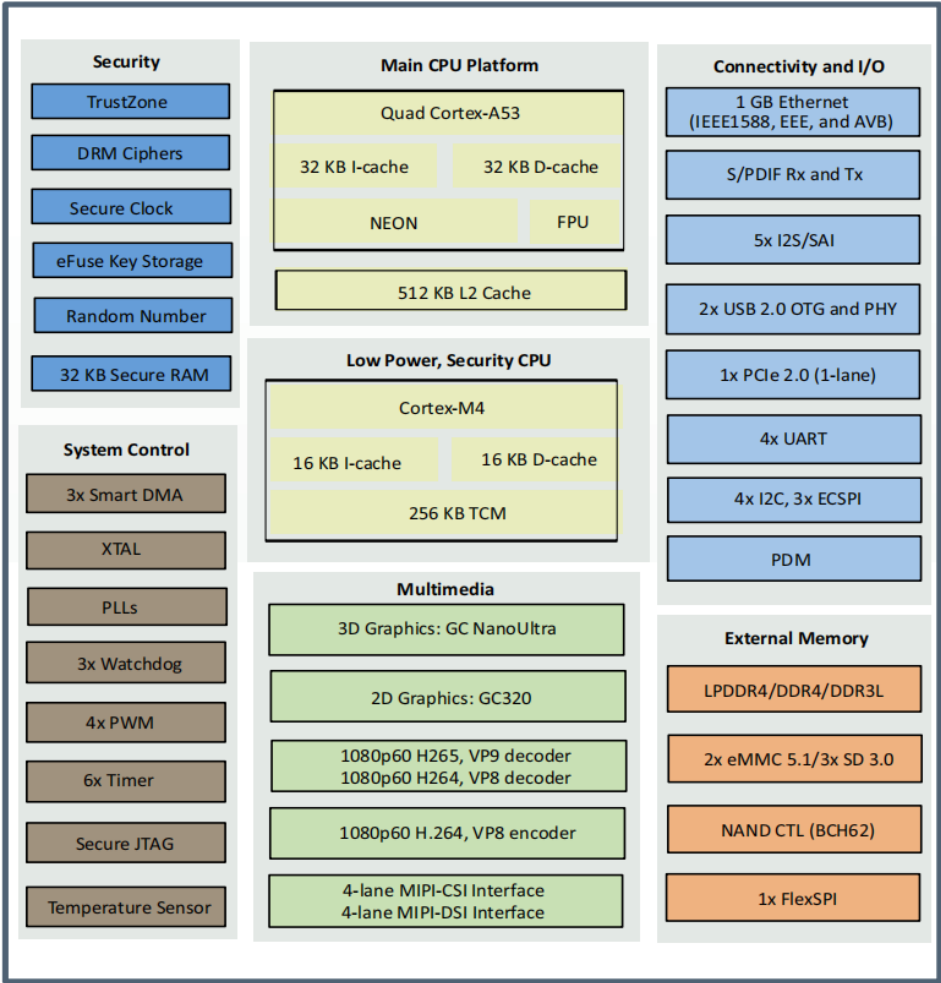 Security
TrustZone
DRM Ciphers
Secure Clock
eFuse Key Storage
Random Number
32 KB Secure RAM
System Control
3x Smart DMA
XTAL
PLLs
3x Watchdog
4x PWM
6x Timer
Secure JTAG
Temperature Sensor
Main CPU Platform
Quad Cortex-A53
32 KB I-cache
32 KB D-cache
NEON
FPU
512 KB L2 Cache
Low Power, Security CPU
Cortex-M4
16 KB I-cache
16 KB D-cache
256 KB TCM
Multimedia
3D Graphics: GC NanoUltra
2D Graphics: GC320
1080p60 H265, VP9 decoder
1080p60 H264, VP8 decoder
1080p60 H.264, VP8 encoder
4-lane MIPI-CSI Interface
4-lane MIPI-DSI Interface
Connectivity and I/O
1 GB Ethernet
(IEEE1588, EEE, and AVB)
S/PDIF Rx and Tx
5x I2S/SAI
2x USB 2.0 OTG and PHY
1x PCIe 2.0 (1-lane)
4x UART
4x I2C, 3x ECSPI
PDM
External Memory
LPDDR4/DDR4/DDR3L
2x eMMC 5.1/3x SD 3.0
NAND CTL (BCH62)
1x FlexSPI